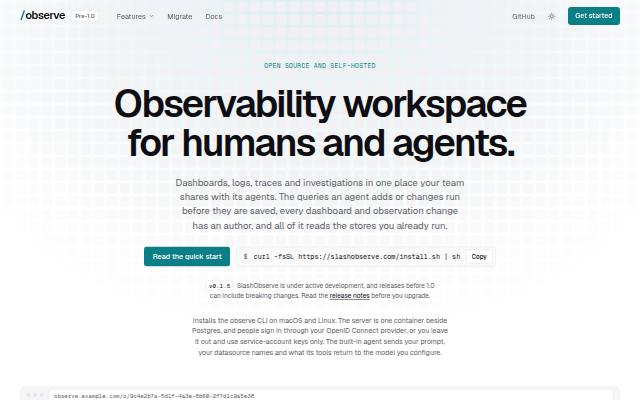 /observe Pre-1.0 Features Migrate Docs GitHub Get started
OPEN SOURCE AND SELF-HOSTED
Observability workspace
for humans and agents.
Dashboards, logs, traces and investigations in one place your team
shares with its agents. The queries an agent adds or changes run
before they are saved, every dashboard and observation change
has an author, and all of it reads the stores you already run.
Read the quick start $ curl -fsSL https://slashobserve.com/install.sh | sh Copy
v0.1.5 SlashObserve is under active development, and releases before 1.0
can include breaking changes. Read the release notes before you upgrade.
Installs the observe CLI on macOS and Linux. The server is one container beside
Postgres, and people sign in through your OpenID Connect provider, or you leave
it out and use service-account keys only. The built-in agent sends your prompt,
your datasource names and what its tools return to the model you configure.